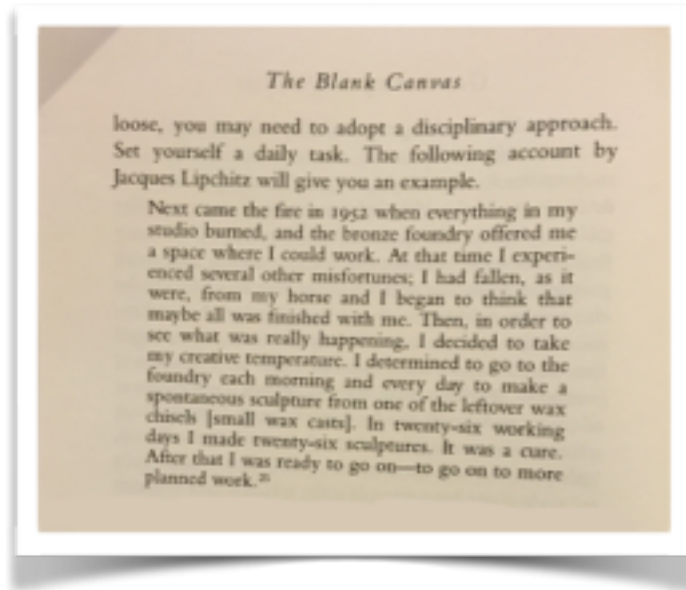 The Blank Canvas
loose, you may need to adopt a disciplinary approach.
Set yourself a daily task. The following account by
Jacques Lipchitz will give you an example.
Next came the fire in 1952 when everything in my
studio burned, and the bronze foundry offered me
a space where I could work. At that time I experi-
enced several other misfortunes; I had fallen, as it
were, from my horse and I began to think that
maybe all was finished with me. Then, in order to
see what was really happening, I decided to take
my creative temperature. I determined to go to the
foundry each morning and every day to make a
spontaneous sculpture from one of the leftover wax
chisels [small wax casts]. In twenty-six working
days I made twenty-six sculptures. It was a cure.
After that I was ready to go on—to go on to more
planned work.